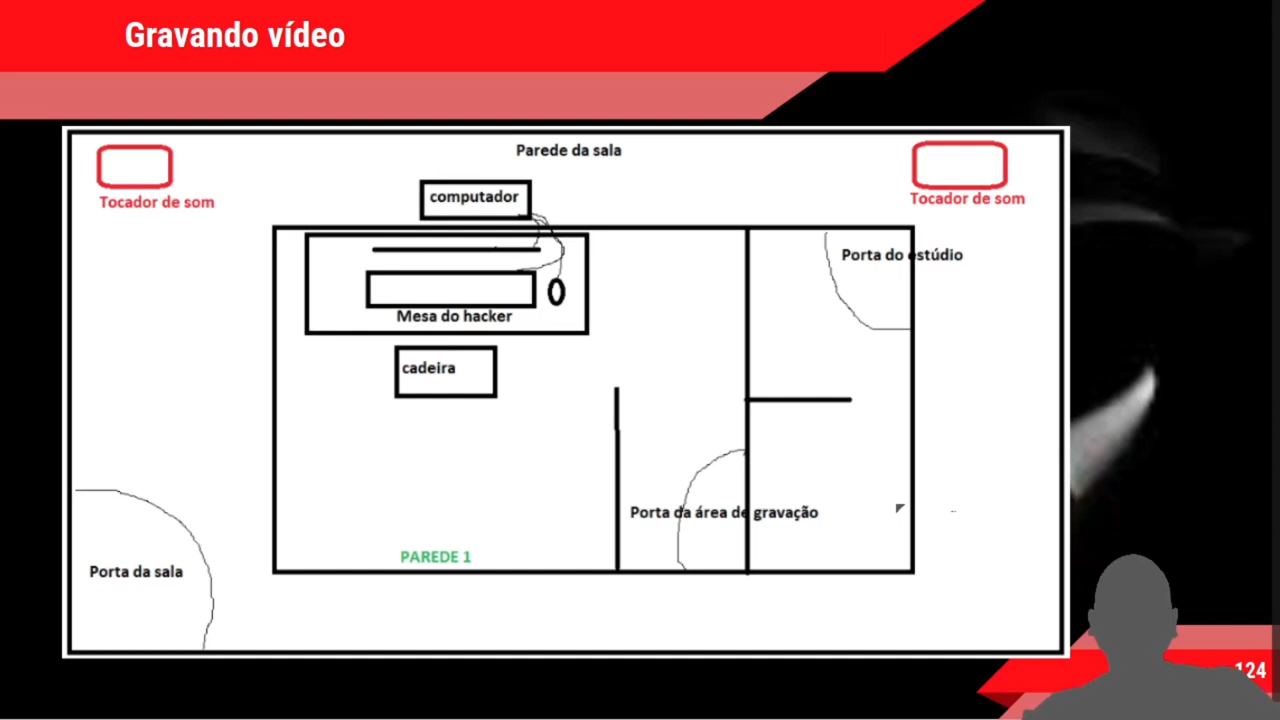 Gravando vídeo
Parede da sala
Tocador de som
Tocador de som
computador
Porta do estúdio
Mesa do hacker
cadeira
Porta da área de gravação
PAREDE 1
Porta da sala
124